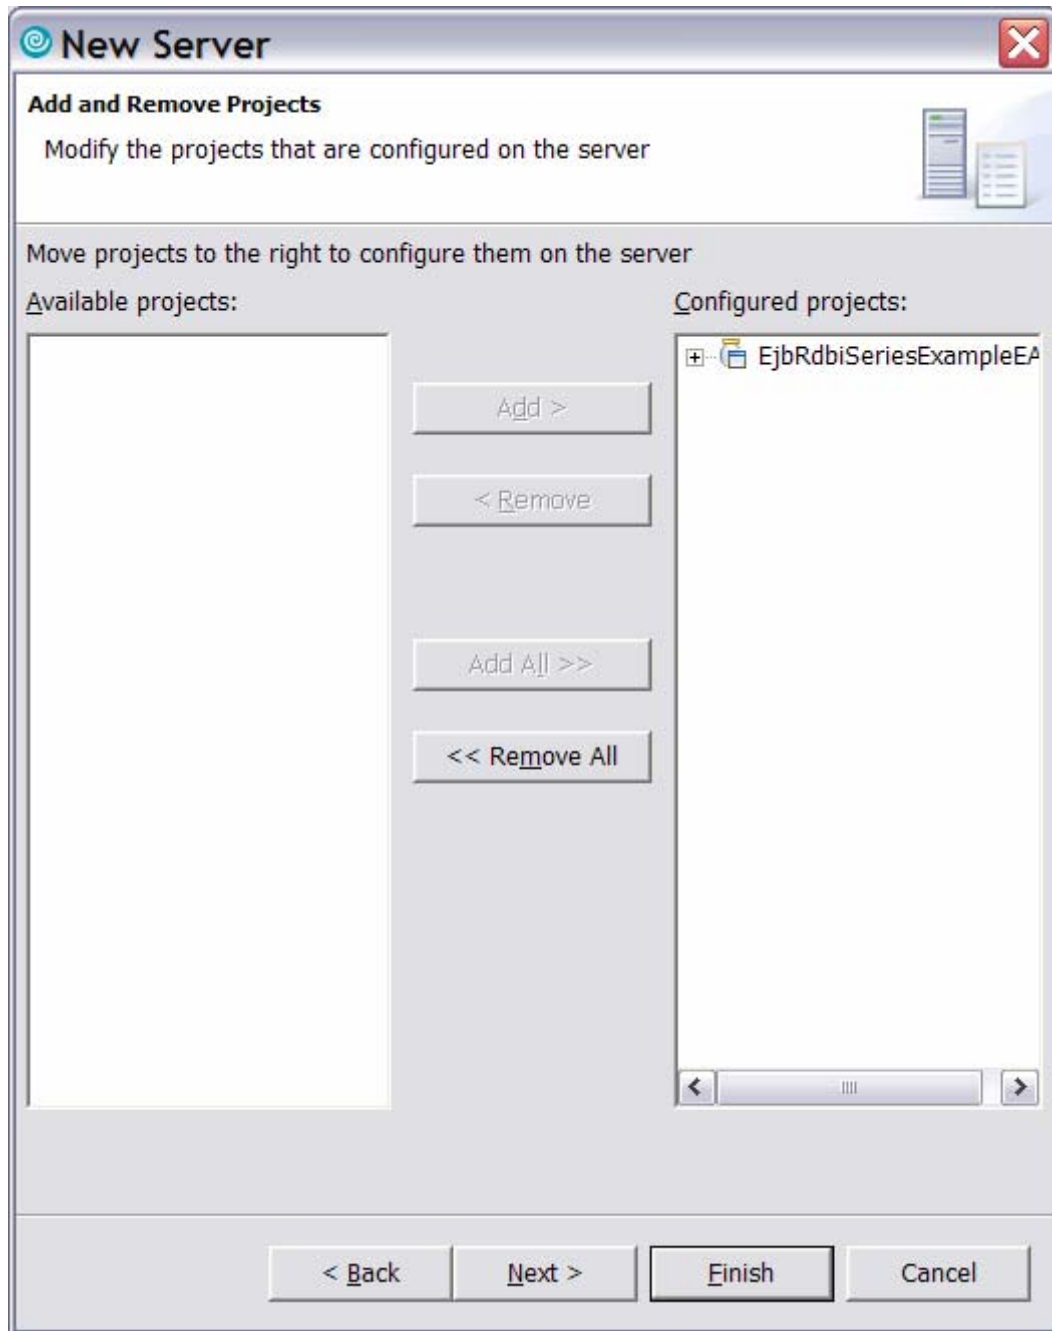 New Server
Add and Remove Projects
Modify the projects that are configured on the server
Move projects to the right to configure them on the server
Available projects:
Configured projects:
EjbRdbiSeriesExampleEA
Add >
< Remove
Add All >>
<< Remove All
< Back
Next >
Finish
Cancel